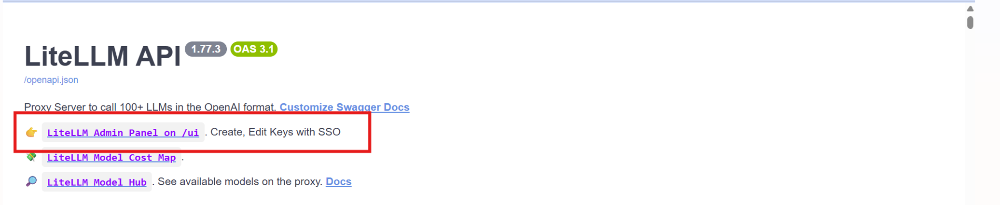 LiteLLM API 1.77.3 OAS 3.1
/openapi.json
Proxy Server to call 100+ LLMs in the OpenAI format. Customize Swagger Docs
👉 LiteLLM Admin Panel on /ui. Create, Edit Keys with SSO
💸 LiteLLM Model Cost Map.
🔎 LiteLLM Model Hub. See available models on the proxy. Docs